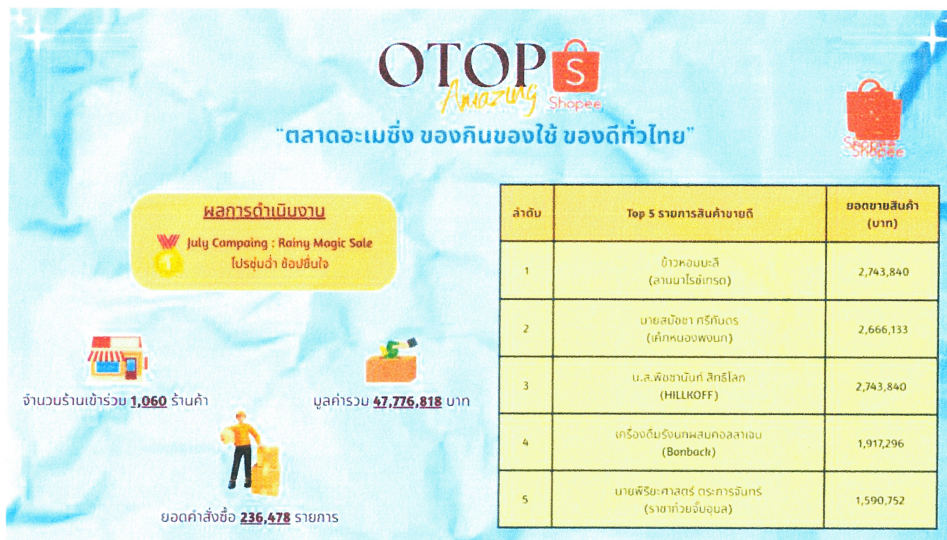 OTOP
Amazing
S
Shopee
"ตลาดอะเมซิ่ง ของกินของใช้ ของดีทั่วไทย"
Shopee
Shopee
ผลการดำเนินงาน
July Campaing : Rainy Magic Sale
โปรชุ่มฉ่ำ ช้อปชื่นใจ
1
จำนวนร้านเข้าร่วม 1,060 ร้านค้า
มูลค่ารวม 47,776,818 บาท
ยอดคำสั่งซื้อ 236,478 รายการ
ลำดับ Top 5 รายการสินค้าขายดี ยอดขายสินค้า
(บาท)
1 ข้าวหอมมะลิ 2,743,840
(ลานนาไรซ์เทรด)
2 นายสมัชชา ศรีทันดร 2,666,133
(เค้กหนองพงนก)
3 น.ส.พิชชานันท์ สิทธิโลก 2,743,840
(HILLKOFF)
4 เครื่องดื่มรังนกผสมคอลลาเจน 1,917,296
(Bonback)
5 นายพิริยะศาสตร์ ตระการจันทร์ 1,590,752
(ราชาก๋วยจั๊บอุบล)